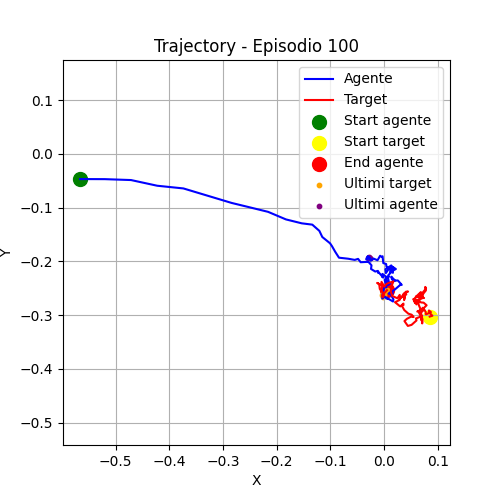 Trajectory - Episodio 100
Agente
Target
Start agente
Start target
End agente
Ultimi target
Ultimi agente
0.1
0.0
−0.1
−0.2
−0.3
−0.4
−0.5
Y
−0.5
−0.4
−0.3
−0.2
−0.1
0.0
0.1
X